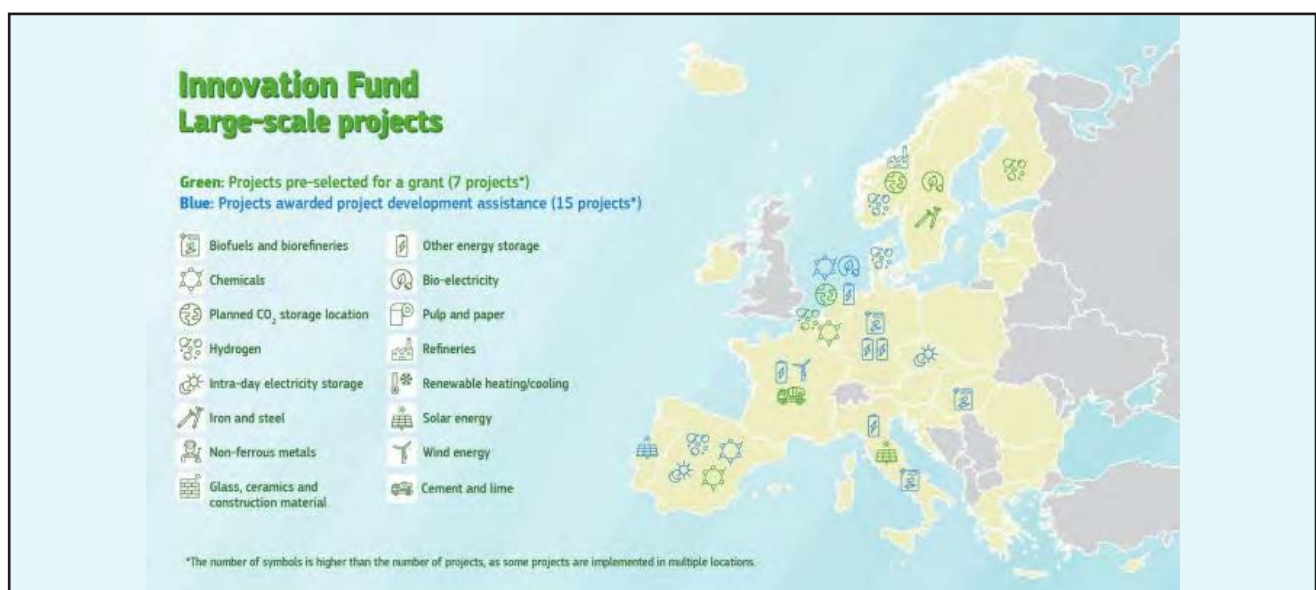 Innovation Fund
Large-scale projects
Green: Projects pre-selected for a grant (7 projects*)
Blue: Projects awarded project development assistance (15 projects*)
Biofuels and biorefineries
Chemicals
Planned CO₂ storage location
Hydrogen
Intra-day electricity storage
Iron and steel
Non-ferrous metals
Glass, ceramics and
construction material
Other energy storage
Bio-electricity
Pulp and paper
Refineries
Renewable heating/cooling
Solar energy
Wind energy
Cement and lime
*The number of symbols is higher than the number of projects, as some projects are implemented in multiple locations.